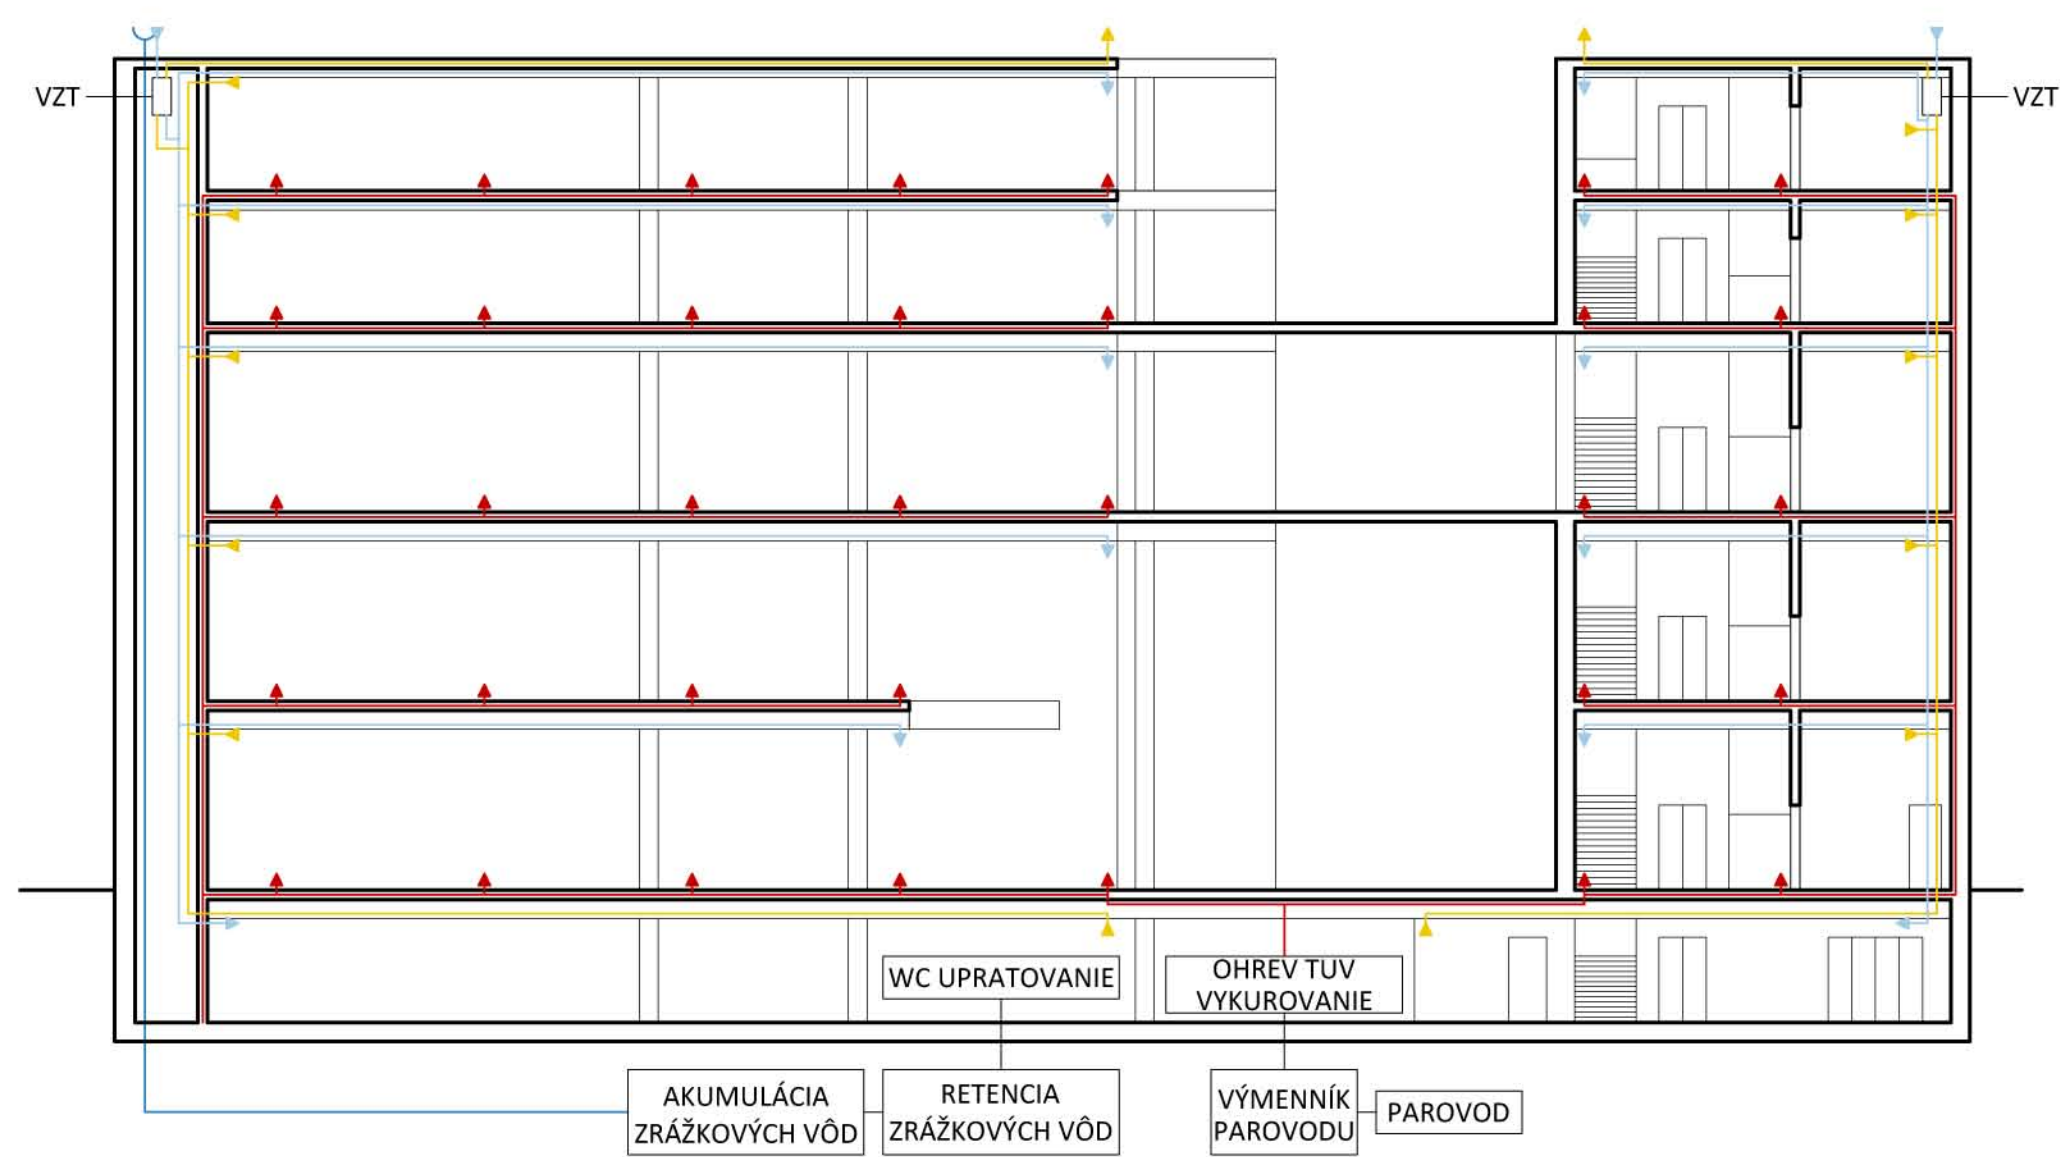 VZT
VZT
WC UPRATOVANIE
OHREV TUV
VYKUROVANIE
AKUMULÁCIA
ZRÁŽKOVÝCH VÔD
RETENCIA
ZRÁŽKOVÝCH VÔD
VÝMENNÍK
PAROVODU
PAROVOD